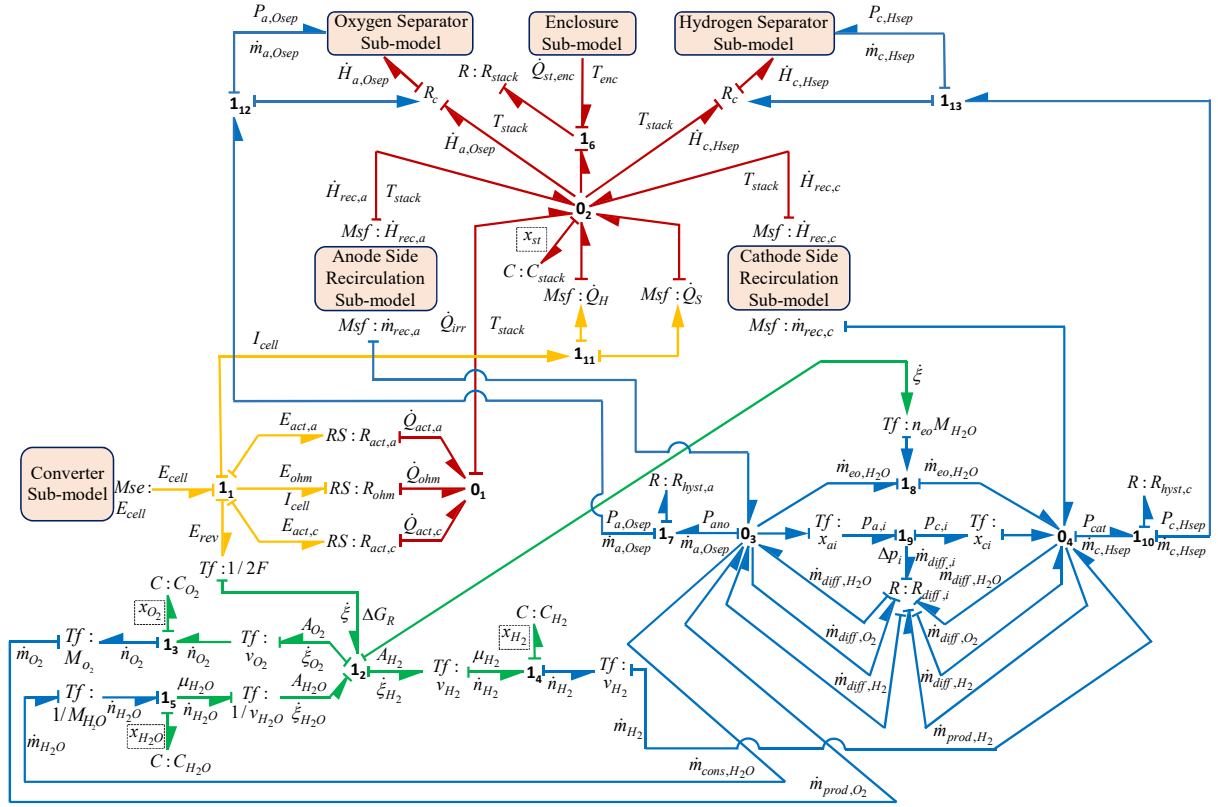 P_{a,Osep}
Oxygen Separator
Sub-model
Enclosure
Sub-model
Hydrogen Separator
Sub-model
P_{c,Hsep}
ṁ_{a,Osep}
ṁ_{c,Hsep}
Ḣ_{a,Osep}
R : R_{stack}
Q̇_{st,enc}
T_{enc}
Ḣ_{c,Hsep}
1_{12}
R_c
R_c
1_{13}
T_{stack}
Ḣ_{a,Osep}
1_6
T_{stack}
Ḣ_{c,Hsep}
Ḣ_{rec,a}
T_{stack}
T_{stack}
Ḣ_{rec,c}
0_2
Msf : Ḣ_{rec,a}
x_{st}
Msf : Ḣ_{rec,c}
Anode Side
Recirculation
Sub-model
C : C_{stack}
Cathode Side
Recirculation
Sub-model
Msf : Q̇_H
Msf : Q̇_S
Msf : ṁ_{rec,a}
Q̇_{irr}
T_{stack}
Msf : ṁ_{rec,c}
I_{cell}
1_{11}
ξ̇
E_{act,a}
RS : R_{act,a}
Q̇_{act,a}
Tf : n_{eo}M_{H_2O}
Converter
Sub-model
E_{cell}
Mse :
E_{cell}
1_1
E_{ohm}
I_{cell}
RS : R_{ohm}
Q̇_{ohm}
0_1
R : R_{hyst,a}
ṁ_{eo,H_2O}
1_8
ṁ_{eo,H_2O}
R : R_{hyst,c}
E_{act,c}
RS : R_{act,c}
Q̇_{act,c}
E_{rev}
P_{a,Osep}
ṁ_{a,Osep}
1_7
P_{ano}
ṁ_{a,Osep}
0_3
Tf :
x_{ai}
p_{a,i}
1_9
p_{c,i}
Tf :
x_{ci}
0_4
P_{cat}
ṁ_{c,Hsep}
1_{10}
P_{c,Hsep}
ṁ_{c,Hsep}
Δp_i
ṁ_{diff,i}
Tf : 1/2F
ṁ_{diff,H_2O}
ṁ_{diff,H_2O}
R : R_{diff,i}
C : C_{O_2}
x_{O_2}
ξ̇
ΔG_R
ṁ_{diff,O_2}
ṁ_{diff,O_2}
Tf :
M_{o_2}
ṁ_{O_2}
ṅ_{O_2}
1_3
ṅ_{O_2}
Tf :
v_{O_2}
A_{O_2}
ξ̇_{O_2}
1_2
A_{H_2}
ξ̇_{H_2}
Tf :
v_{H_2}
μ_{H_2}
ṅ_{H_2}
C : C_{H_2}
x_{H_2}
1_4
ṅ_{H_2}
Tf :
v_{H_2}
ṁ_{diff,H_2}
ṁ_{diff,H_2}
Tf :
1/M_{H_2O}
ṁ_{H_2O}
ṅ_{H_2O}
1_5
μ_{H_2O}
ṅ_{H_2O}
Tf :
1/v_{H_2O}
A_{H_2O}
ξ̇_{H_2O}
x_{H_2O}
C : C_{H_2O}
ṁ_{H_2}
ṁ_{prod,H_2}
ṁ_{cons,H_2O}
ṁ_{prod,O_2}